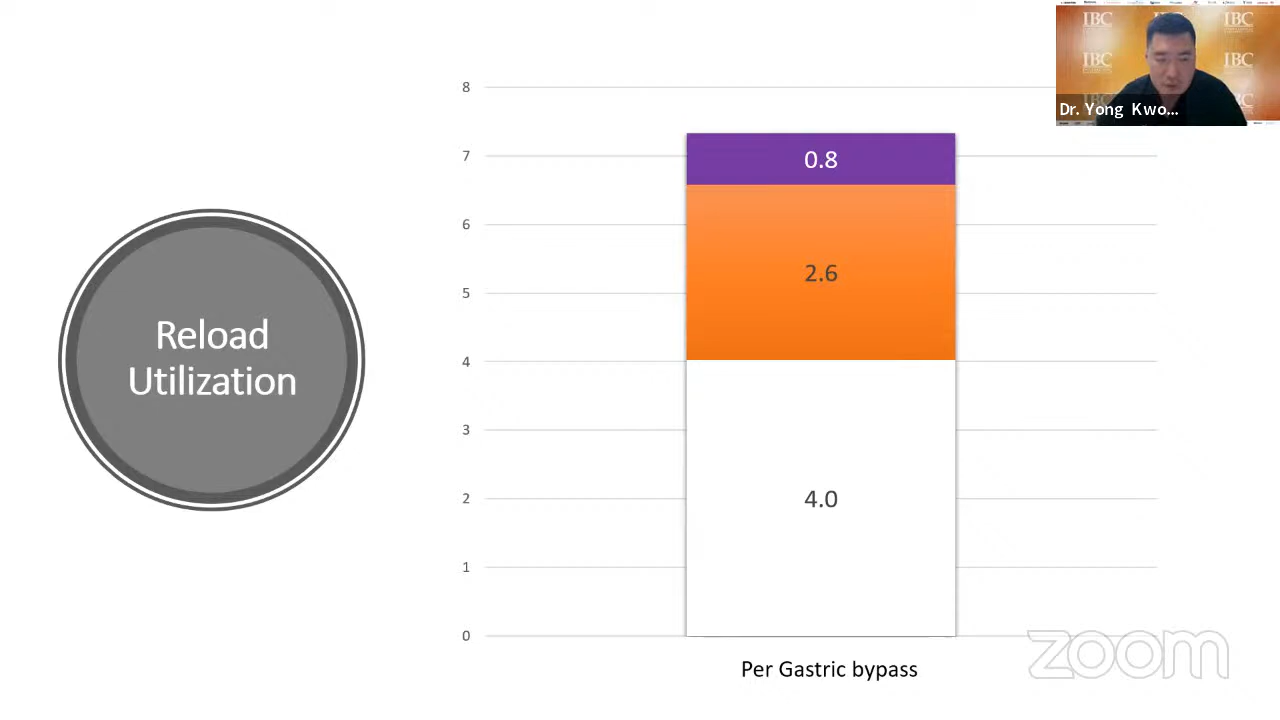 IBC
IBC
IBC
IBC
Dr. Yong Kwo...
Reload
Utilization
8
7
6
5
4
3
2
1
0
0.8
2.6
4.0
Per Gastric bypass
zoom